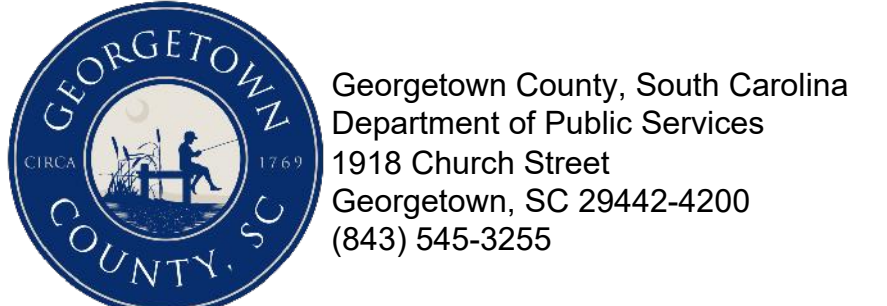 GEORGETOWN
CIRCA 1769
COUNTY, SC
Georgetown County, South Carolina
Department of Public Services
1918 Church Street
Georgetown, SC 29442-4200
(843) 545-3255